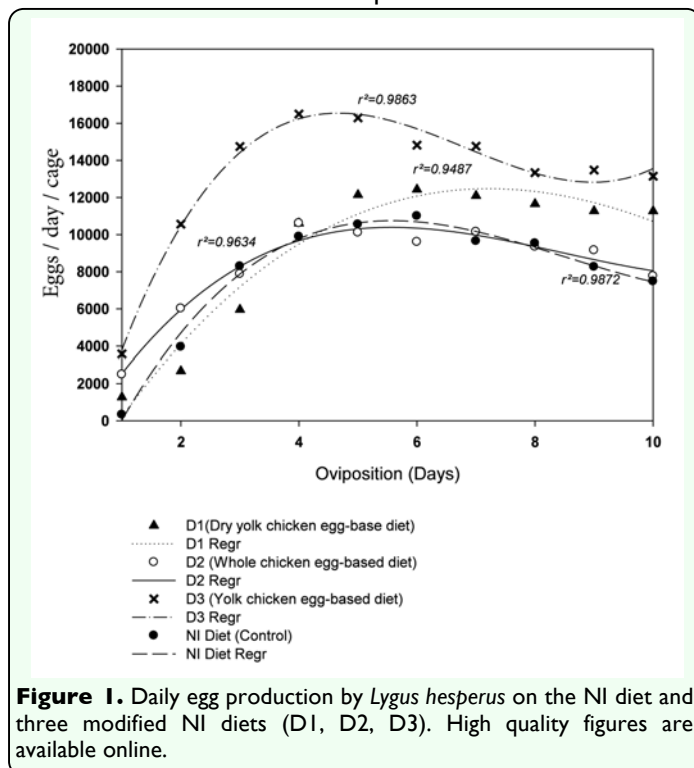 20000
18000
16000
14000
12000
10000
8000
6000
4000
2000
0
Eggs / day / cage
r²=0.9863
r²=0.9487
r²=0.9634
r²=0.9872
2 4 6 8 10
Oviposition (Days)
D1(Dry yolk chicken egg-base diet)
D1 Regr
D2 (Whole chicken egg-based diet)
D2 Regr
D3 (Yolk chicken egg-based diet)
D3 Regr
NI Diet (Control)
NI Diet Regr
Figure 1. Daily egg production by Lygus hesperus on the NI diet and
three modified NI diets (D1, D2, D3). High quality figures are
available online.